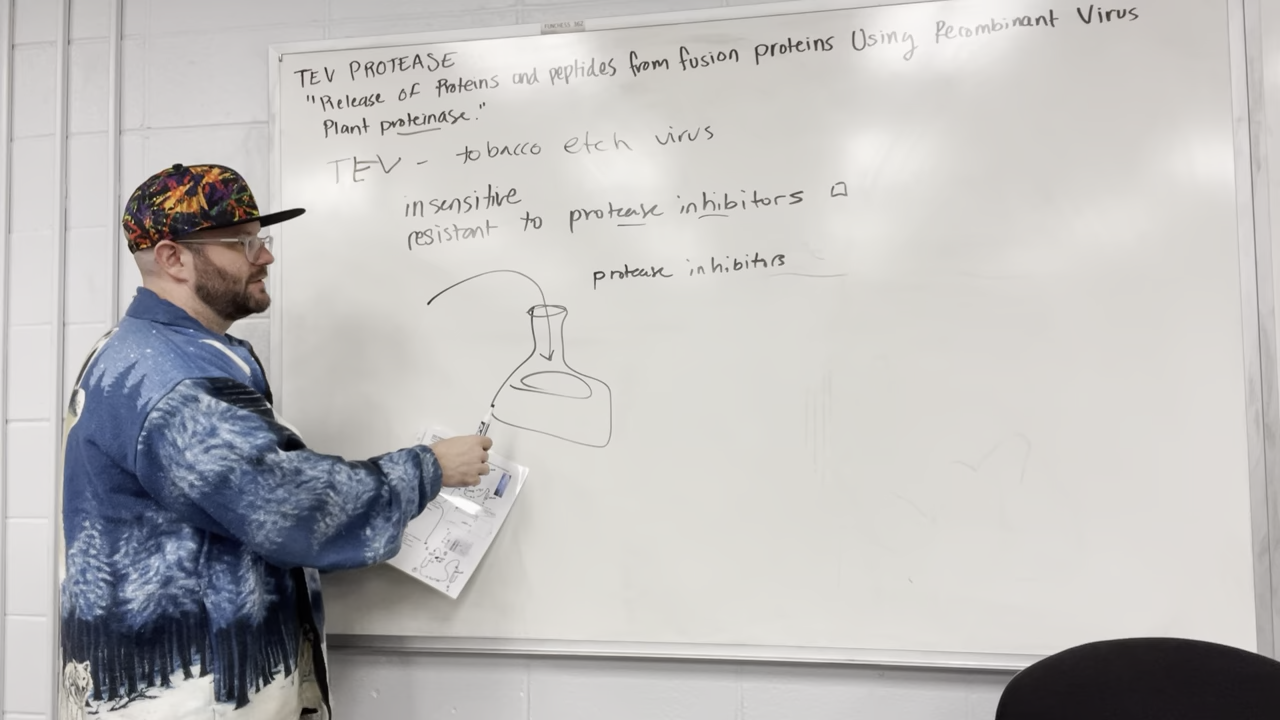 TEV PROTEASE
"Release of Proteins and peptides from fusion proteins Using Recombinant Virus
Plant proteinase."
TEV - tobacco etch virus
insensitive
resistant to protease inhibitors
protease inhibitors